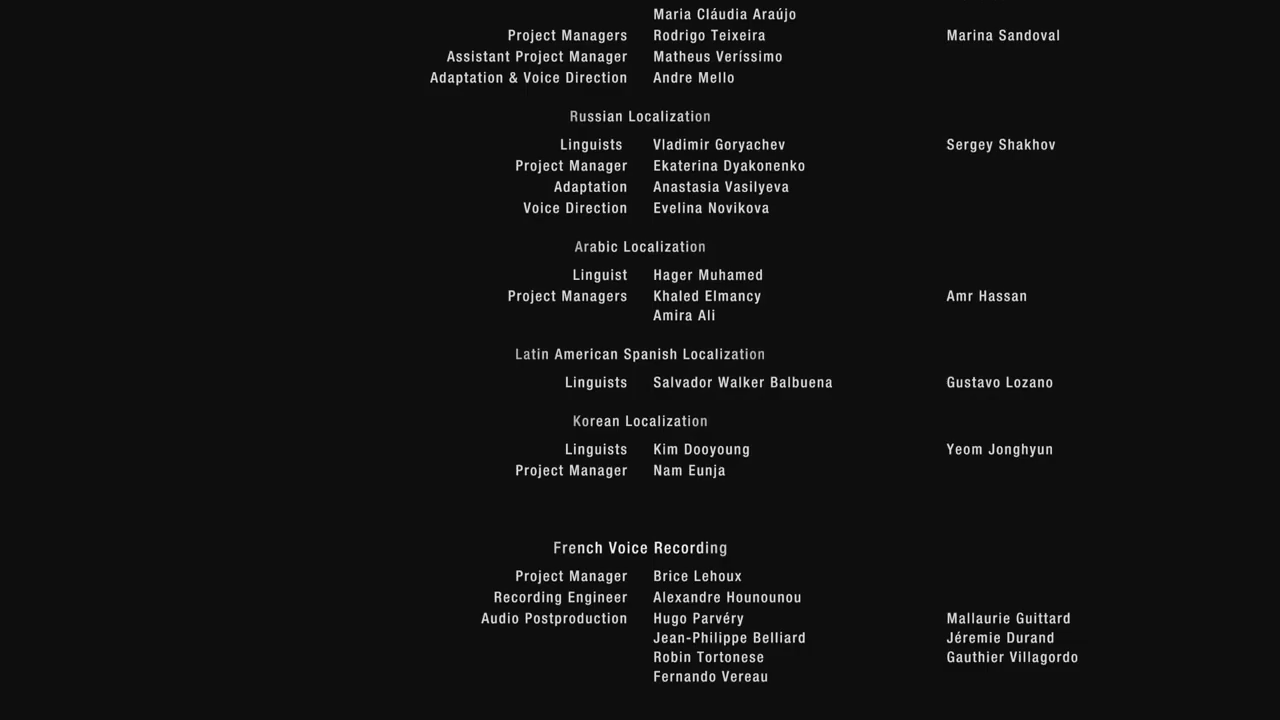 Maria Cláudia Araújo
Project Managers Rodrigo Teixeira Marina Sandoval
Assistant Project Manager Matheus Veríssimo
Adaptation & Voice Direction Andre Mello
Russian Localization
Linguists Vladimir Goryachev Sergey Shakhov
Project Manager Ekaterina Dyakonenko
Adaptation Anastasia Vasilyeva
Voice Direction Evelina Novikova
Arabic Localization
Linguist Hager Muhamed
Project Managers Khaled Elmancy Amr Hassan
Amira Ali
Latin American Spanish Localization
Linguists Salvador Walker Balbuena Gustavo Lozano
Korean Localization
Linguists Kim Dooyoung Yeom Jonghyun
Project Manager Nam Eunja
French Voice Recording
Project Manager Brice Lehoux
Recording Engineer Alexandre Hounounou
Audio Postproduction Hugo Parvéry Mallaurie Guittard
Jean-Philippe Belliard Jéremie Durand
Robin Tortonese Gauthier Villagordo
Fernando Vereau